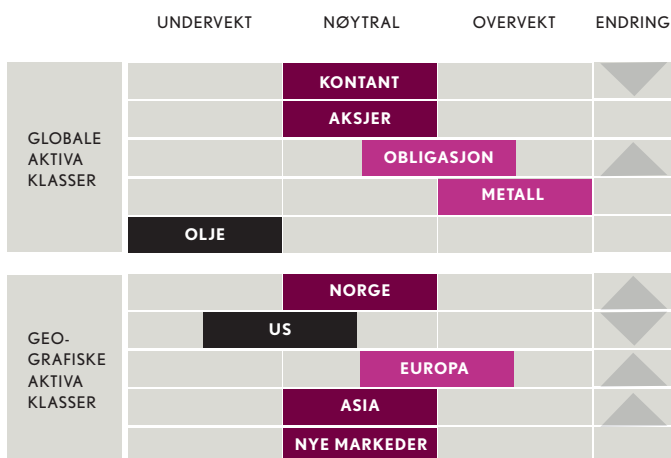 UNDERVEKT NØYTRAL OVERVEKT ENDRING
KONTANT
AKSJER
GLOBALE
AKTIVA
KLASSER
OBLIGASJON
METALL
OLJE
NORGE
US
GEO-
GRAFISKE
AKTIVA
KLASSER
EUROPA
ASIA
NYE MARKEDER